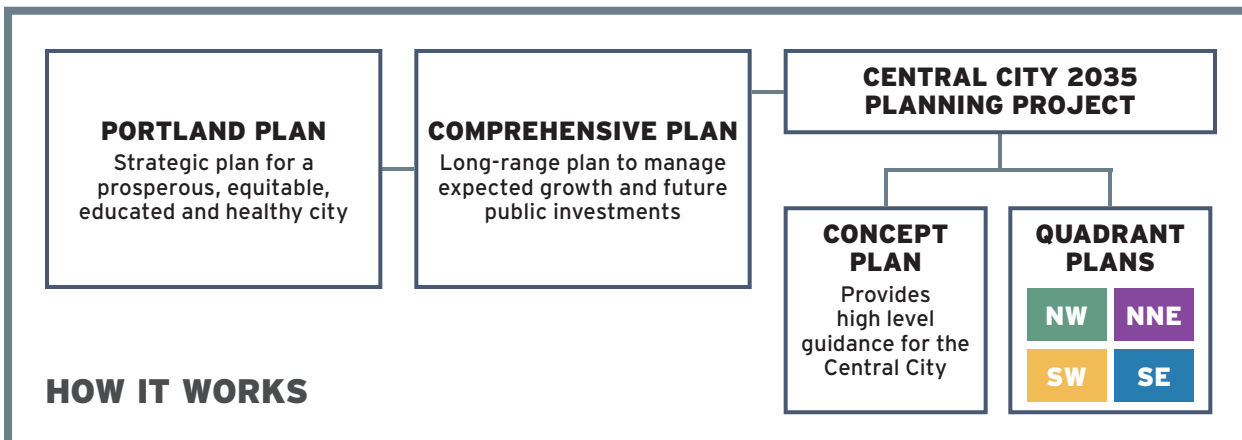 PORTLAND PLAN
Strategic plan for a
prosperous, equitable,
educated and healthy city
COMPREHENSIVE PLAN
Long-range plan to manage
expected growth and future
public investments
CENTRAL CITY 2035
PLANNING PROJECT
CONCEPT
PLAN
Provides
high level
guidance for the
Central City
QUADRANT
PLANS
NW
NNE
SW
SE
HOW IT WORKS